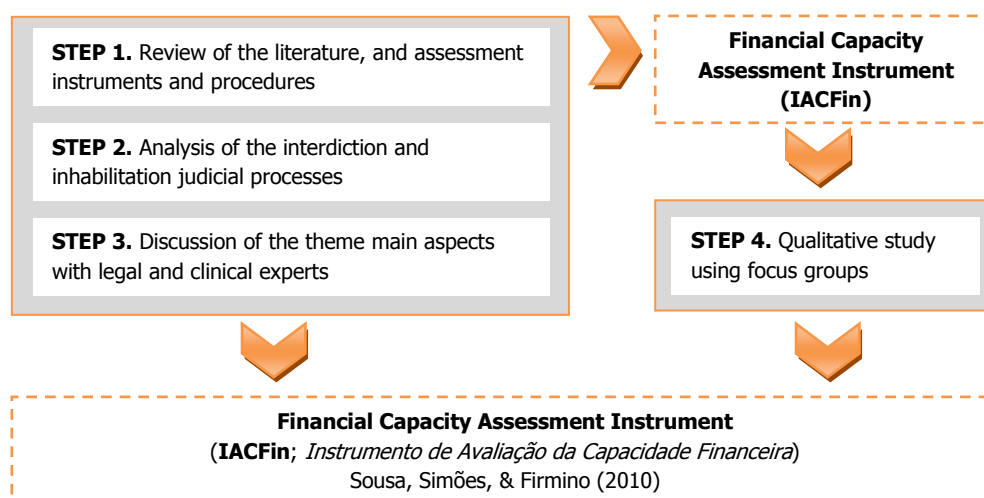 STEP 1. Review of the literature, and assessment
instruments and procedures
STEP 2. Analysis of the interdiction and
inhabilitation judicial processes
STEP 3. Discussion of the theme main aspects
with legal and clinical experts
Financial Capacity
Assessment Instrument
(IACFin)
STEP 4. Qualitative study
using focus groups
Financial Capacity Assessment Instrument
(IACFin; Instrumento de Avaliação da Capacidade Financeira)
Sousa, Simões, & Firmino (2010)